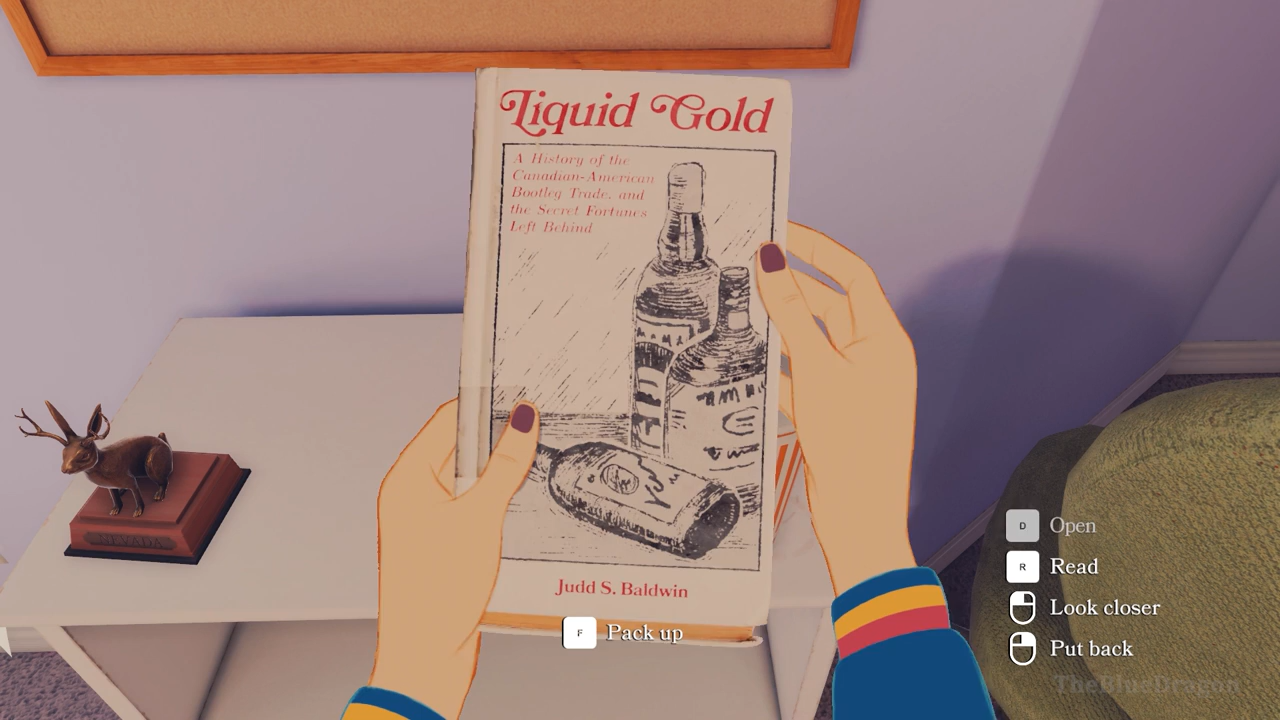 Liquid Gold
A History of the
Canadian-American
Bootleg Trade, and
the Secret Fortunes
Left Behind
Judd S. Baldwin
NEVADA
F Pack up
D Open
R Read
Look closer
Put back
TheBlueDragon